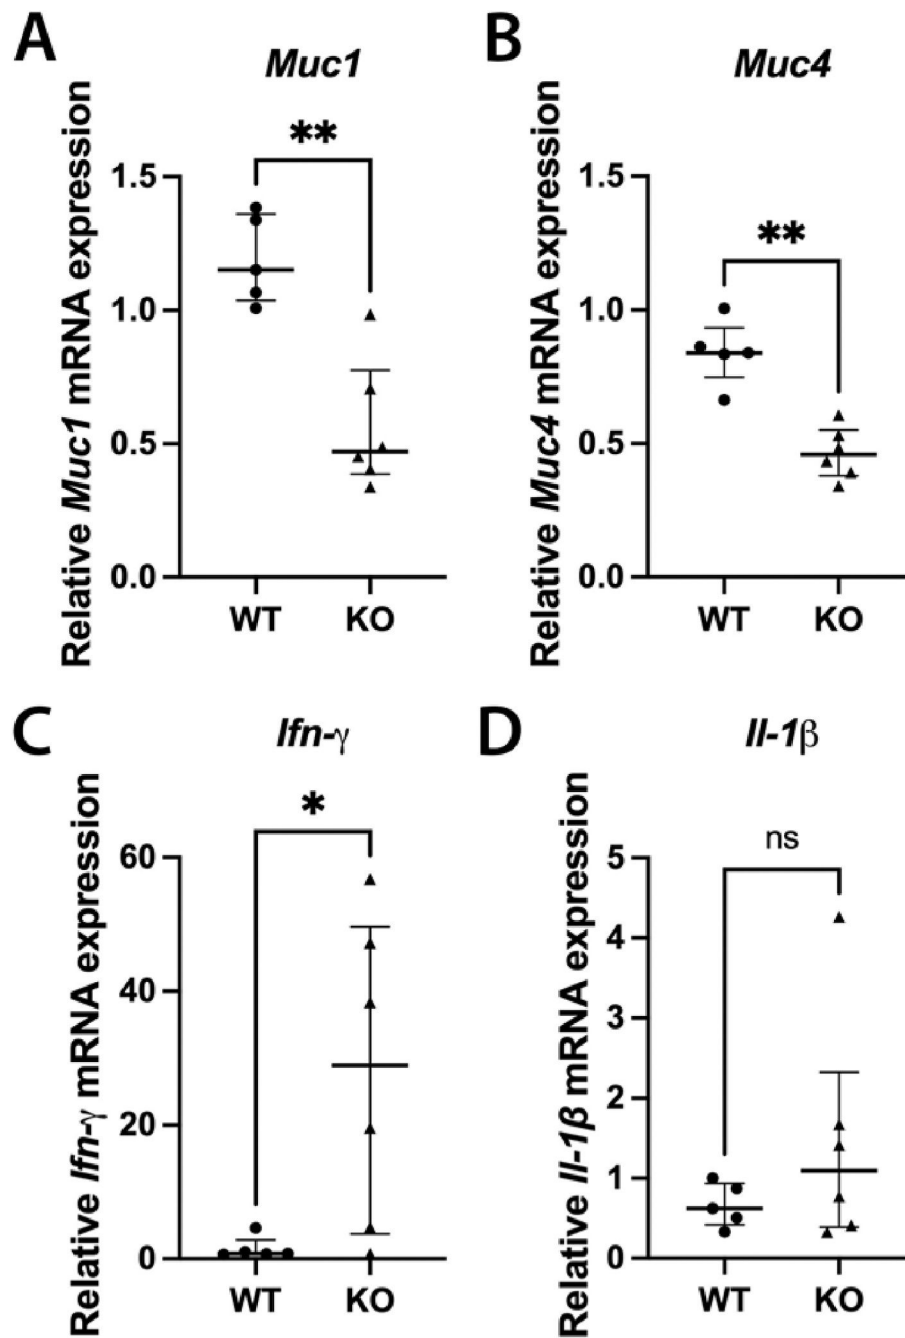 A
Muc1
**
Relative Muc1 mRNA expression
1.5
1.0
0.5
0.0
WT KO
B
Muc4
**
Relative Muc4 mRNA expression
1.5
1.0
0.5
0.0
WT KO
C
Ifn-γ
*
Relative Ifn-γ mRNA expression
60
40
20
0
WT KO
D
Il-1β
ns
Relative Il-1β mRNA expression
5
4
3
2
1
0
WT KO